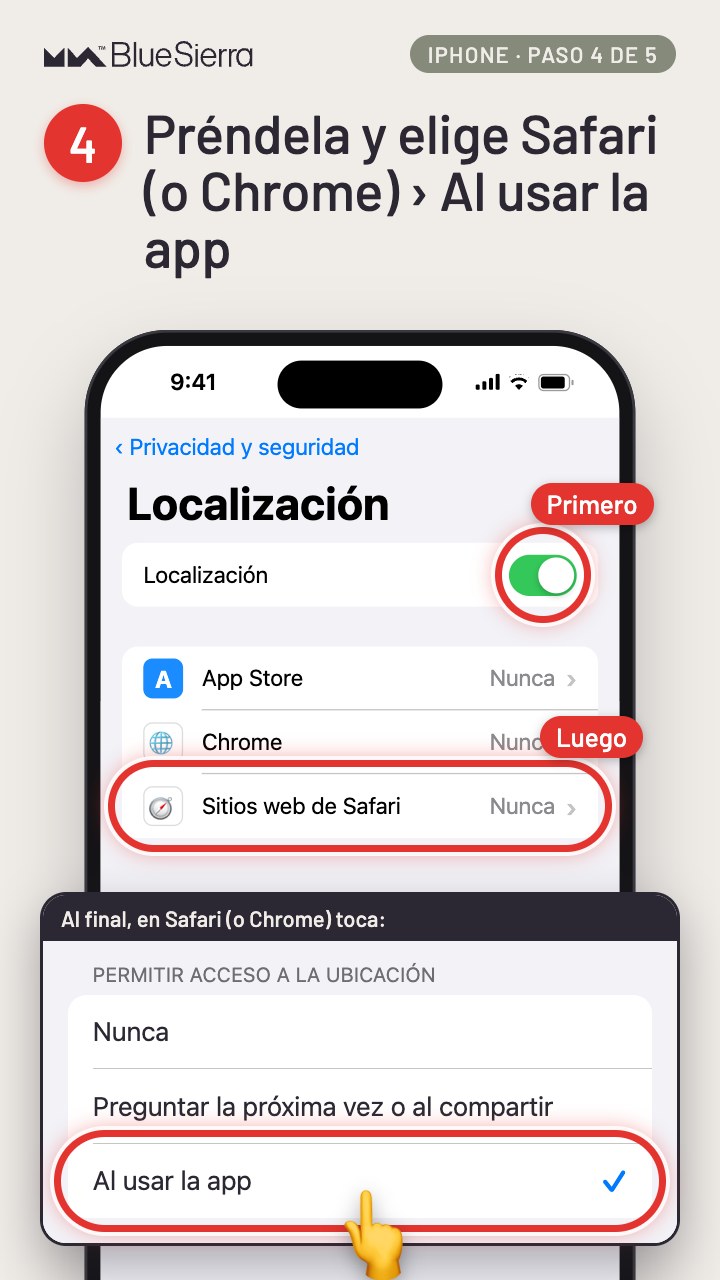 BlueSierra™
IPHONE · PASO 4 DE 5
4
Préndela y elige Safari
(o Chrome) › Al usar la
app
9:41
‹ Privacidad y seguridad
Localización
Primero
Localización
App Store Nunca ›
Chrome Nunc
Luego
Sitios web de Safari Nunca ›
Al final, en Safari (o Chrome) toca:
PERMITIR ACCESO A LA UBICACIÓN
Nunca
Preguntar la próxima vez o al compartir
Al usar la app